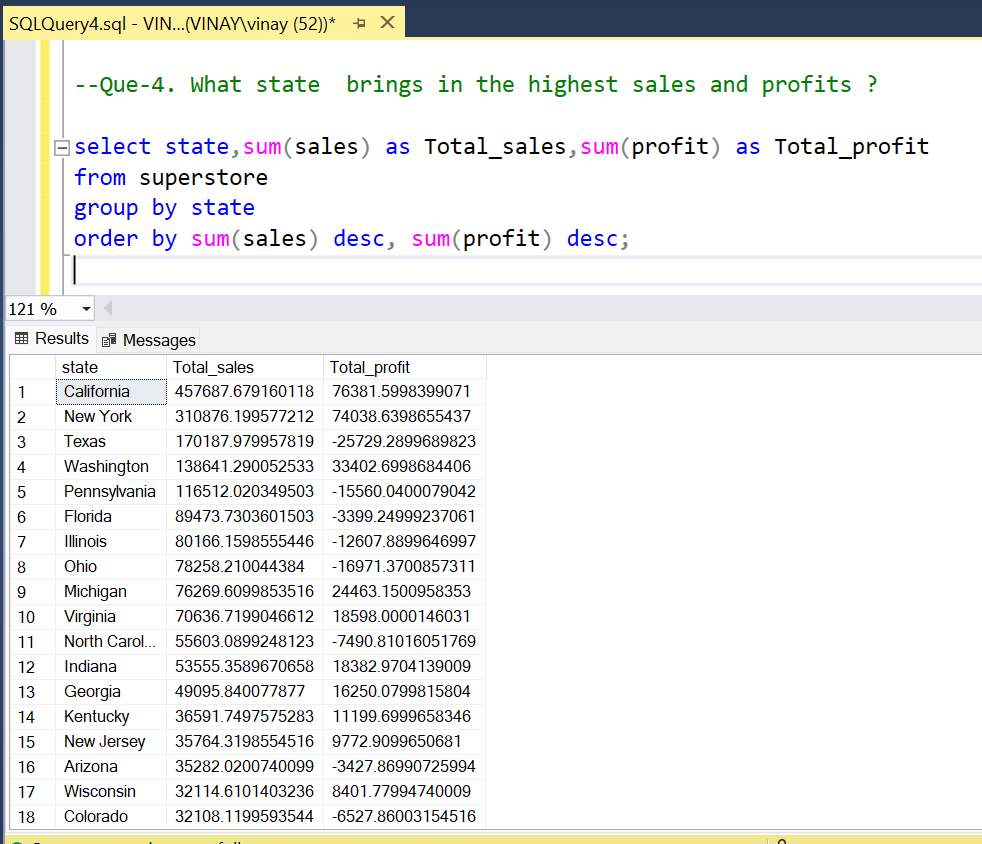 SQLQuery4.sql - VIN...(VINAY\vinay (52))*
--Que-4. What state  brings in the highest sales and profits ?
select state,sum(sales) as Total_sales,sum(profit) as Total_profit
from superstore
group by state
order by sum(sales) desc, sum(profit) desc;
121 %
Results Messages
state Total_sales Total_profit
1 California 457687.679160118 76381.5998399071
2 New York 310876.199577212 74038.6398655437
3 Texas 170187.979957819 -25729.2899689823
4 Washington 138641.290052533 33402.6998684406
5 Pennsylvania 116512.020349503 -15560.0400079042
6 Florida 89473.7303601503 -3399.24999237061
7 Illinois 80166.1598555446 -12607.8899646997
8 Ohio 78258.210044384 -16971.3700857311
9 Michigan 76269.6099853516 24463.1500958353
10 Virginia 70636.7199046612 18598.0000146031
11 North Carol... 55603.0899248123 -7490.81016051769
12 Indiana 53555.3589670658 18382.9704139009
13 Georgia 49095.840077877 16250.0799815804
14 Kentucky 36591.7497575283 11199.6999658346
15 New Jersey 35764.3198554516 9772.9099650681
16 Arizona 35282.0200740099 -3427.86990725994
17 Wisconsin 32114.6101403236 8401.77994740009
18 Colorado 32108.1199593544 -6527.86003154516